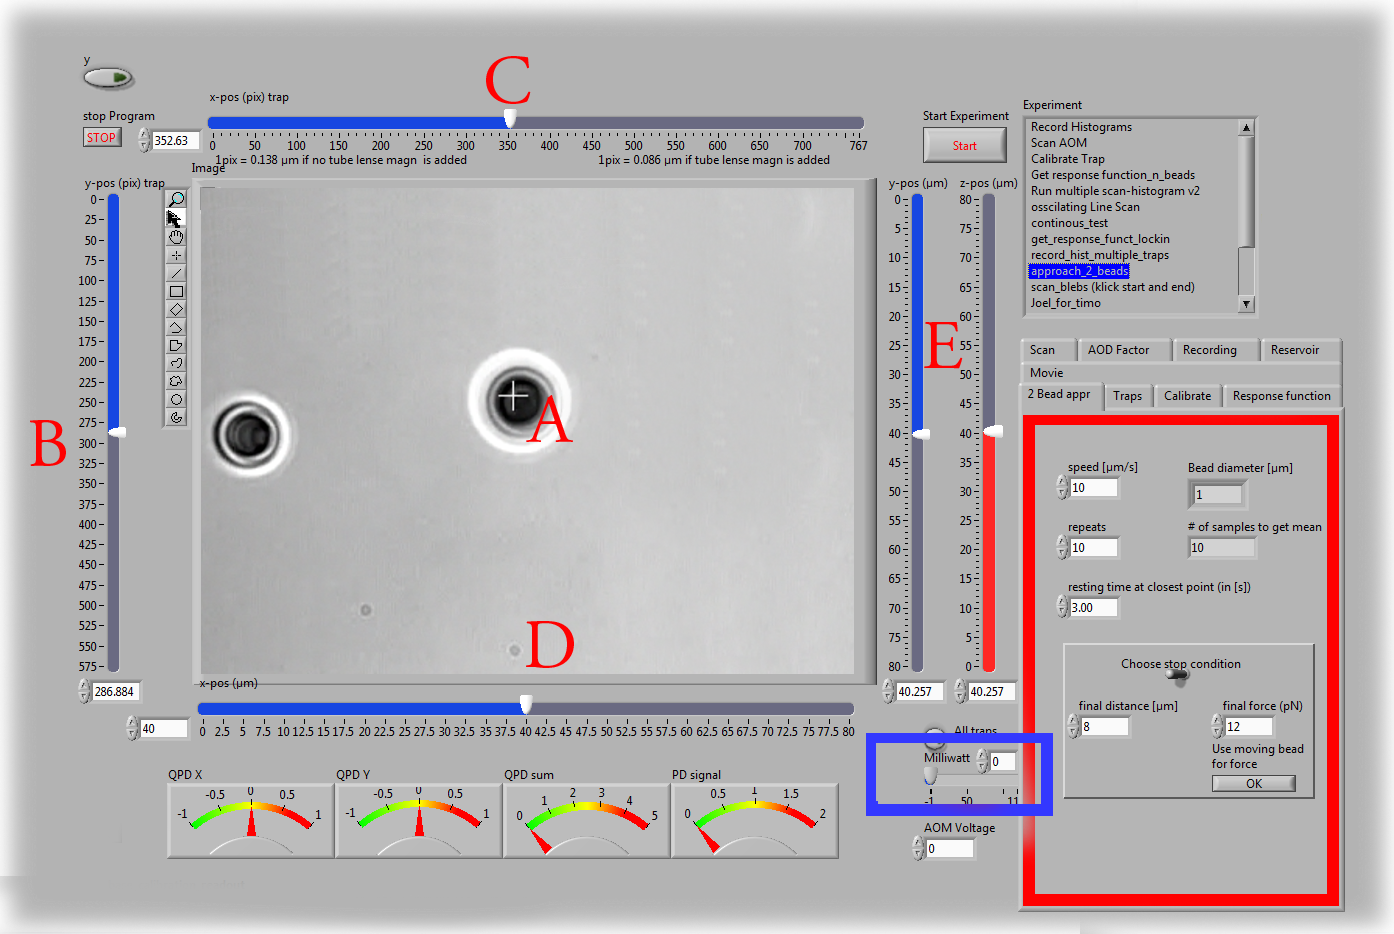 y
stop Program
STOP
352.63
x-pos (pix) trap
C
0 50 100 150 200 250 300 350 400 450 500 550 600 650 700 767
1pix = 0.138 µm if no tube lense magn  is added
1pix = 0.086 µm if tube lense magn is added
Image
y-pos (pix) trap
0
25
50
75
100
125
150
175
200
225
250
275
300
325
350
375
400
425
450
475
500
525
550
575
286.884
B
A
D
E
Start Experiment
Start
y-pos (µm)
0
5
10
15
20
25
30
35
40
45
50
55
60
65
70
75
80
40.257
z-pos (µm)
80
75
70
65
60
55
50
45
40
35
30
25
20
15
10
5
0
40.257
x-pos (µm)
40
0 2.5 5 7.5 10 12.5 15 17.5 20 22.5 25 27.5 30 32.5 35 37.5 40 42.5 45 47.5 50 52.5 55 57.5 60 62.5 65 67.5 70 72.5 75 77.5 80
QPD X
-1 -0.5 0 0.5 1
QPD Y
-1 -0.5 0 0.5 1
QPD sum
0 1 2 3 4 5
PD signal
0 0.5 1 1.5 2
Milliwatt
0
-1 50 11
AOM Voltage
0
Experiment
Record Histograms
Scan AOM
Calibrate Trap
Get response function_n_beads
Run multiple scan-histogram v2
osscilating Line Scan
continous_test
get_response_funct_lockin
record_hist_multiple_traps
approach_2_beads
scan_blebs (klick start and end)
Joel_for_timo
Scan AOD Factor Recording Reservoir
Movie
2 Bead appr Traps Calibrate Response function
speed [µm/s]
10
Bead diameter [µm]
1
repeats
10
# of samples to get mean
10
resting time at closest point (in [s])
3.00
Choose stop condition
final distance [µm]
8
final force (pN)
12
Use moving bead
for force
OK